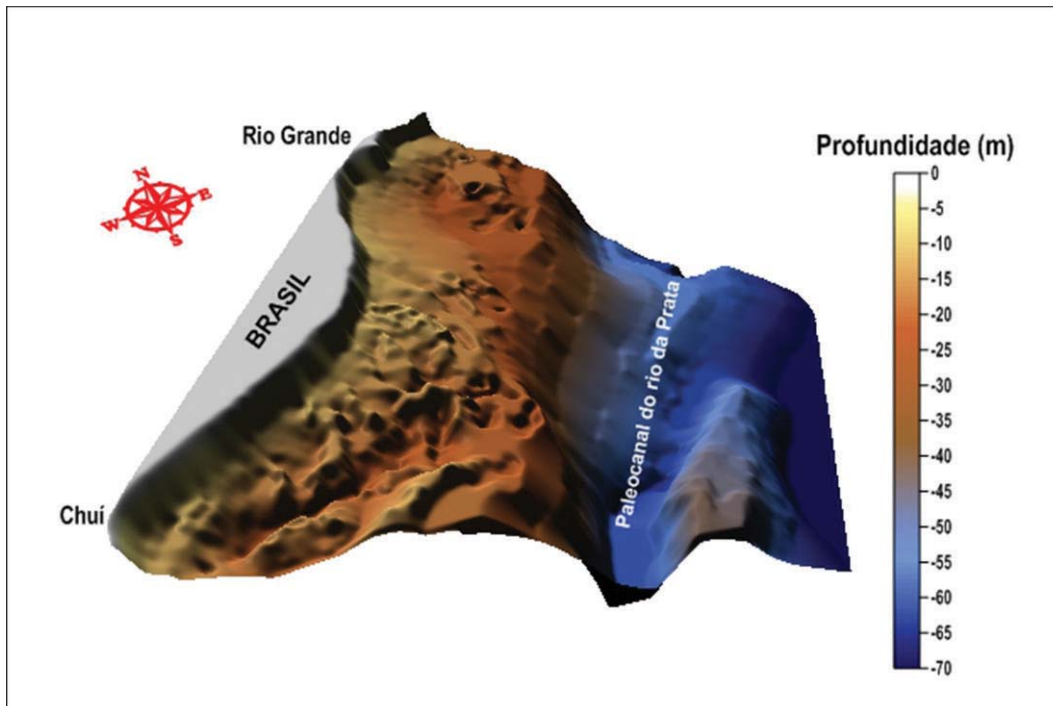 Rio Grande
Profundidade (m)
N
E
W
S
BRASIL
Chuí
Paleocanal do rio da Prata
0
-5
-10
-15
-20
-25
-30
-35
-40
-45
-50
-55
-60
-65
-70